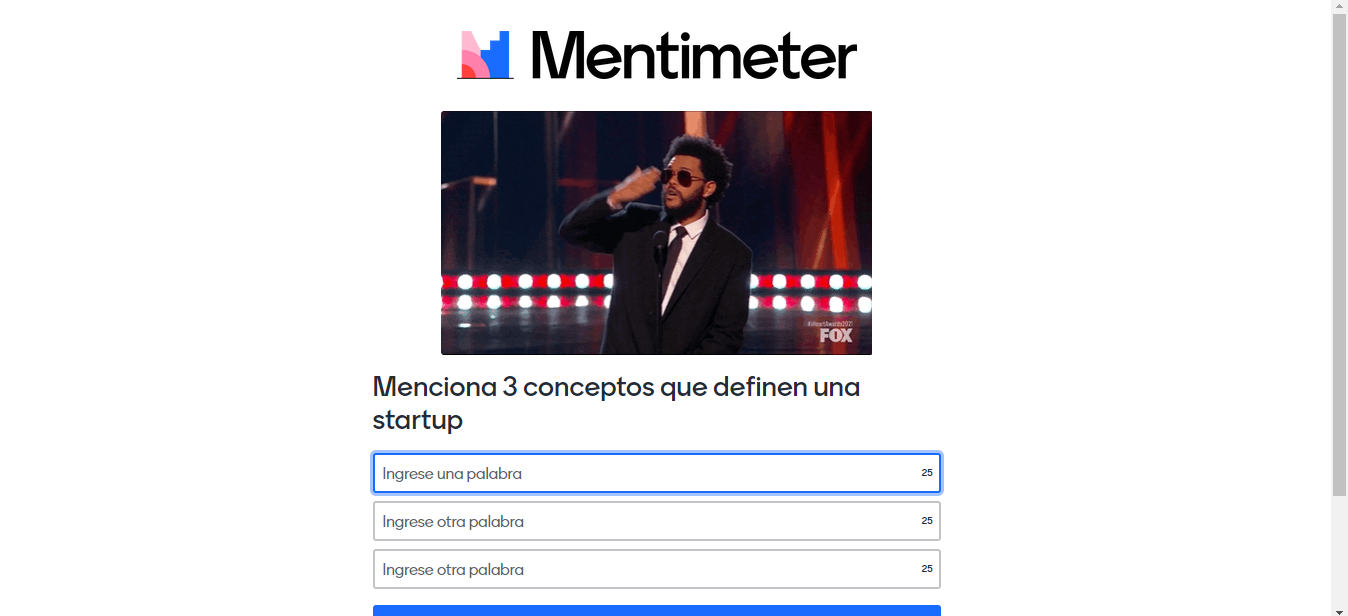 Mentimeter
#iHeartAwards2021
FOX
Menciona 3 conceptos que definen una
startup
Ingrese una palabra 25
Ingrese otra palabra 25
Ingrese otra palabra 25